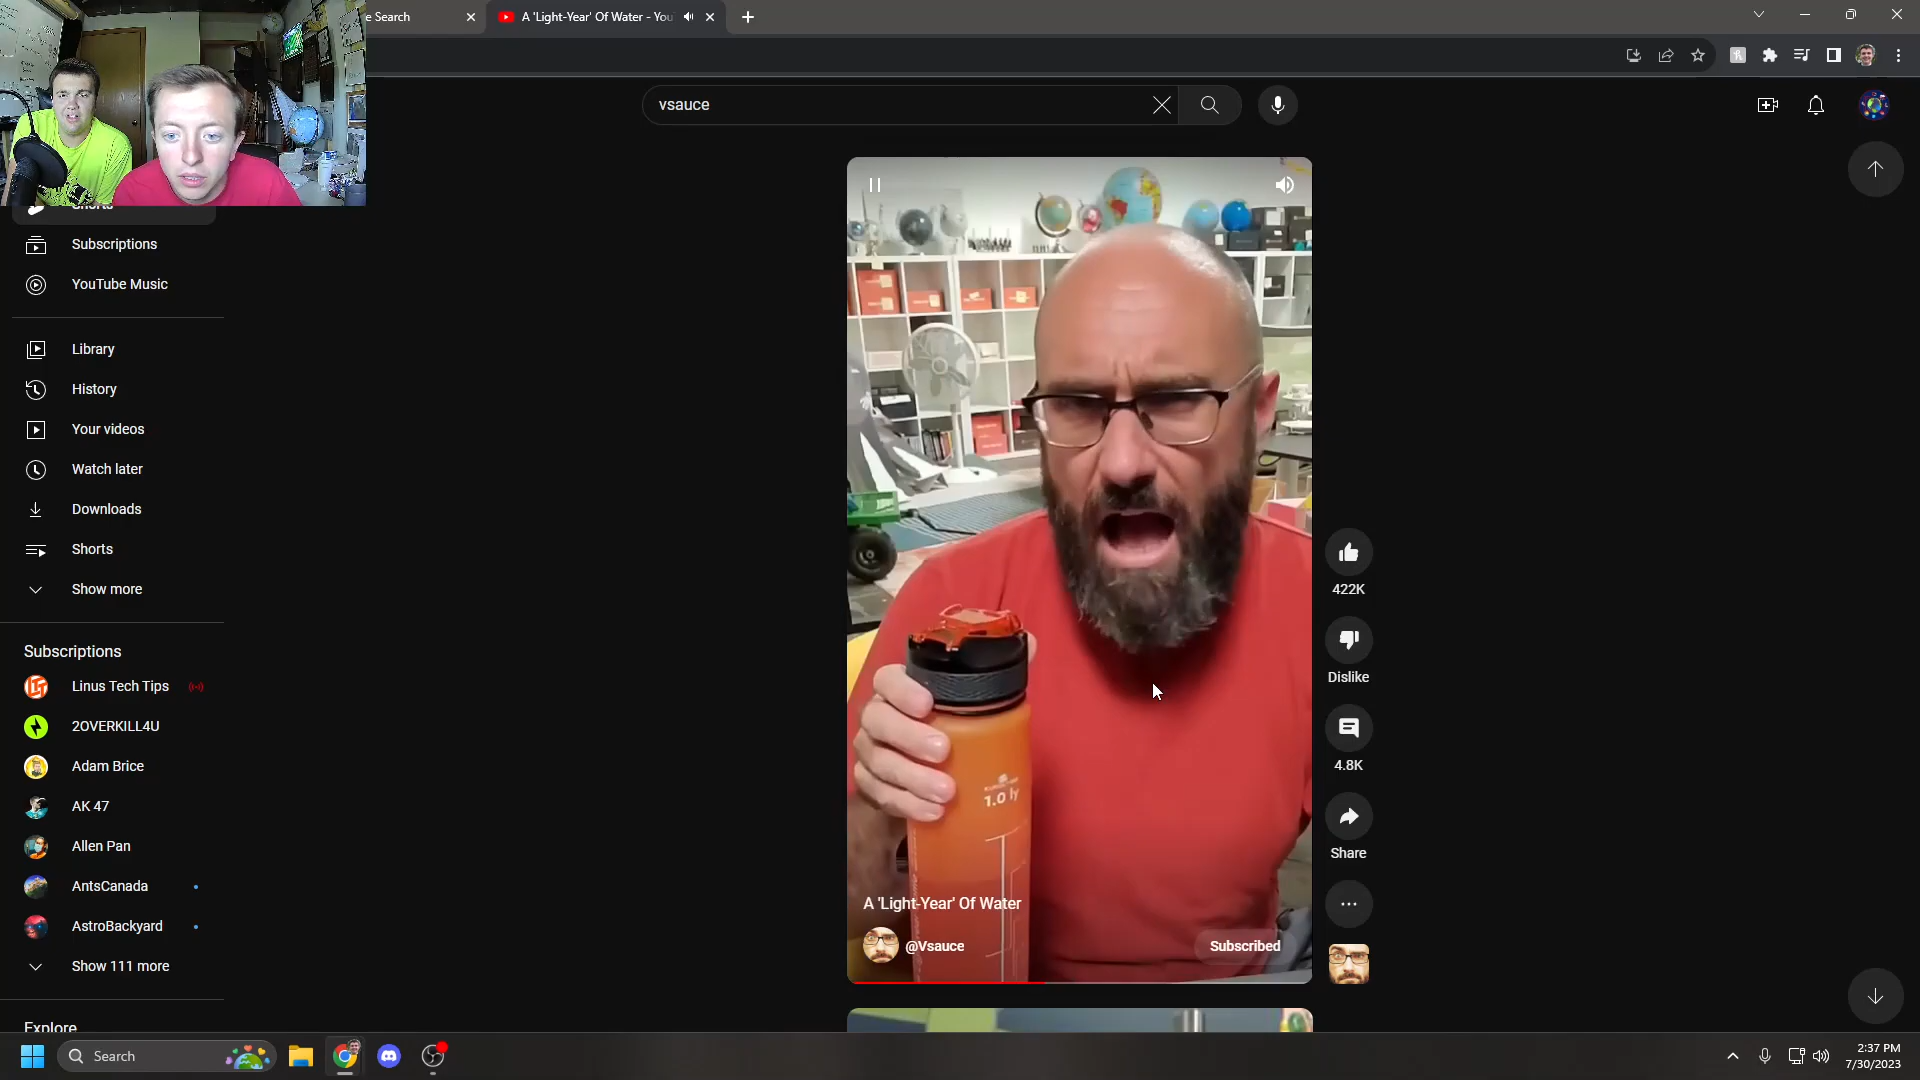 e Search
A 'Light-Year' Of Water - You
vsauce
Shorts
Subscriptions
YouTube Music
Library
History
Your videos
Watch later
Downloads
Shorts
Show more
Subscriptions
Linus Tech Tips
2OVERKILL4U
Adam Brice
AK 47
Allen Pan
AntsCanada
AstroBackyard
Show 111 more
Explore
1.0 ly
A 'Light-Year' Of Water
@Vsauce
Subscribed
422K
Dislike
4.8K
Share
Search
2:37 PM
7/30/2023